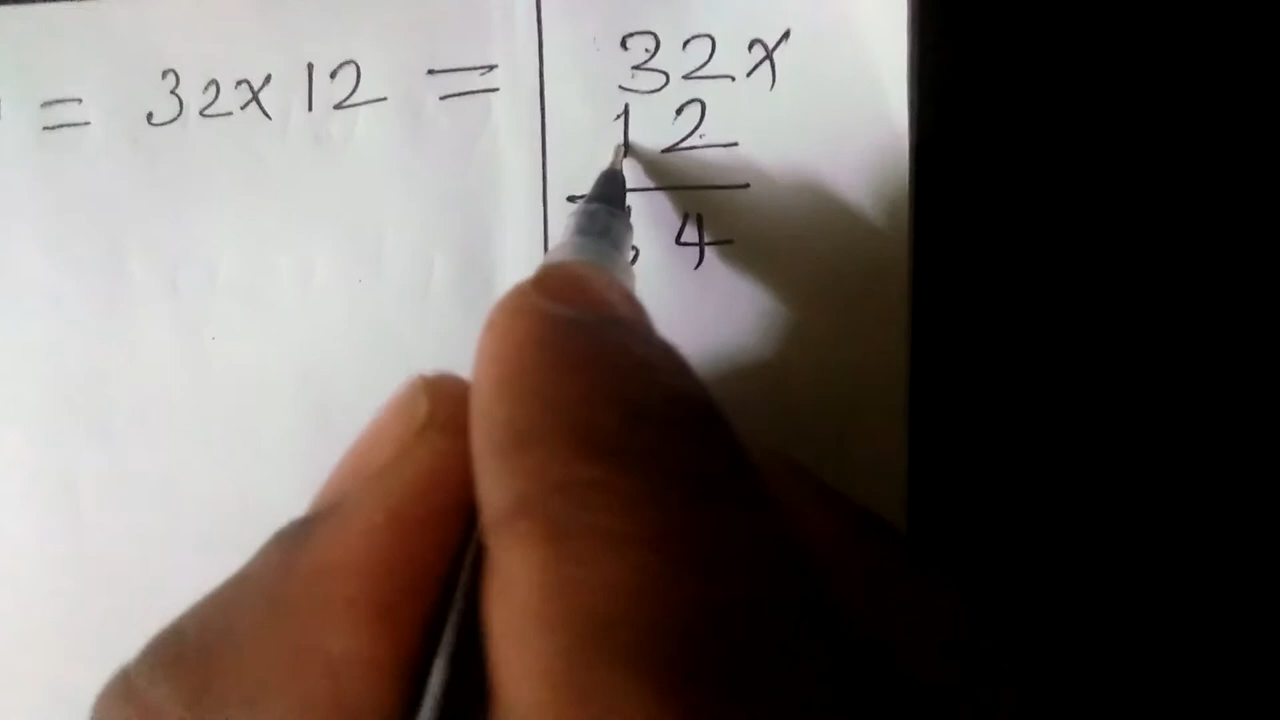 = 32x12 =
32x
12
4